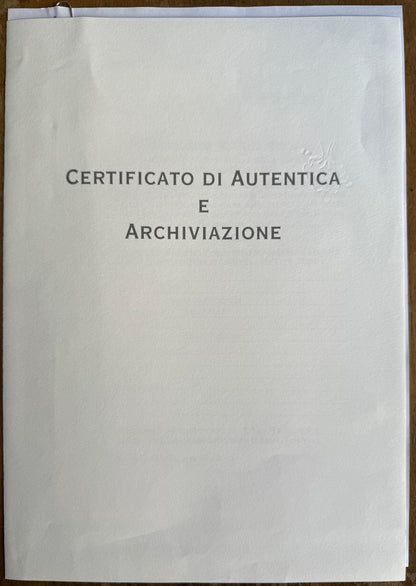 Certificato di Autentica
e
Archiviazione